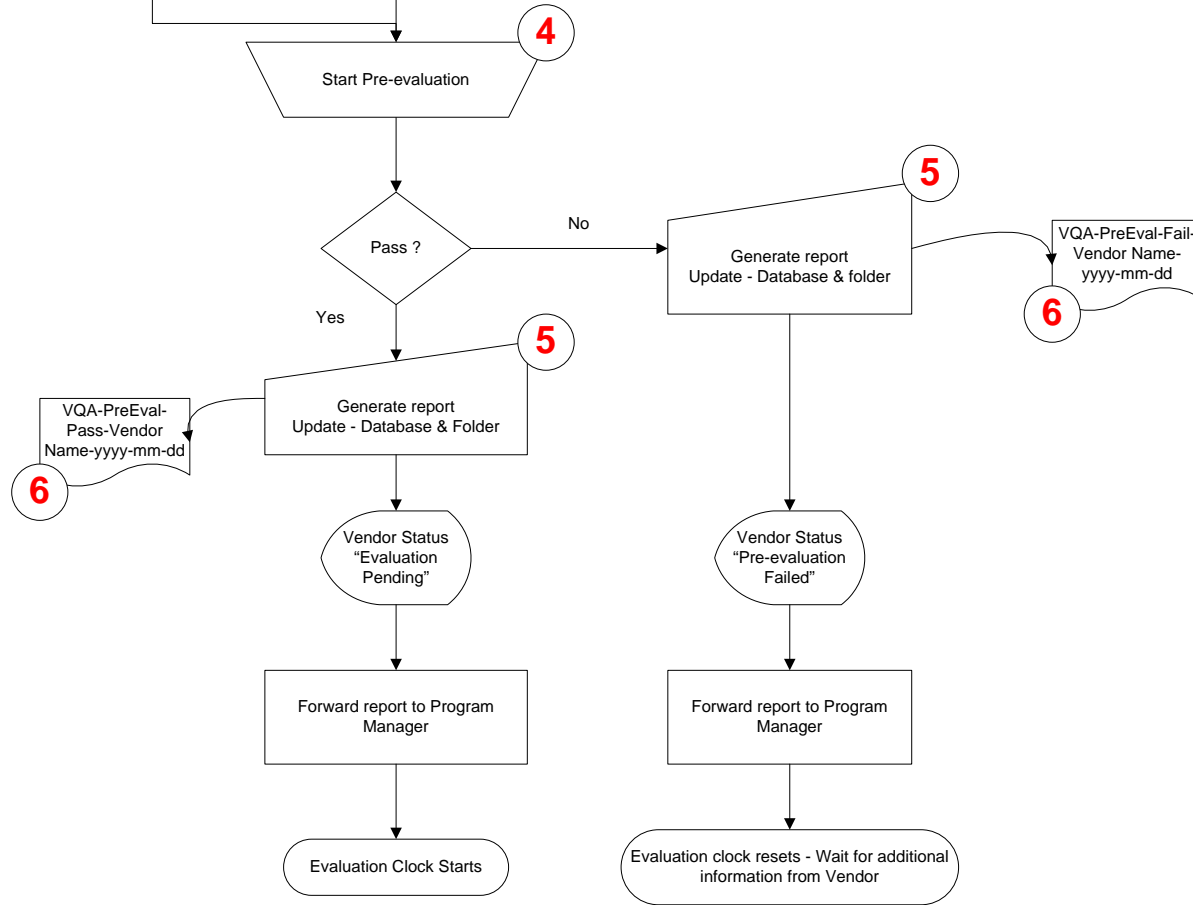 4
Start Pre-evaluation
5
No
VQA-PreEval-Fail-
Vendor Name-
yyyy-mm-dd
Pass ?
Generate report
Update - Database & folder
6
Yes
5
Generate report
Update - Database & Folder
VQA-PreEval-
Pass-Vendor
Name-yyyy-mm-dd
6
Vendor Status
“Evaluation
Pending”
Vendor Status
“Pre-evaluation
Failed”
Forward report to Program
Manager
Forward report to Program
Manager
Evaluation Clock Starts
Evaluation clock resets - Wait for additional
information from Vendor